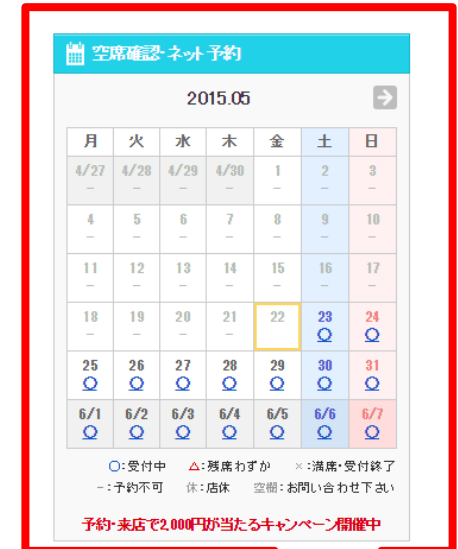 空席確認・ネット予約
2015.05
月 火 水 木 金 土 日
4/27 4/28 4/29 4/30 1 2 3
− − − − − − −
4 5 6 7 8 9 10
− − − − − − −
11 12 13 14 15 16 17
− − − − − − −
18 19 20 21 22 23 24
− − − − ○ ○
25 26 27 28 29 30 31
○ ○ ○ ○ ○ ○ ○
6/1 6/2 6/3 6/4 6/5 6/6 6/7
○ ○ ○ ○ ○ ○ ○
○:受付中 △:残席わずか ×:満席・受付終了
−:予約不可 休:店休 空欄:お問い合わせ下さい
予約・来店で2,000円が当たるキャンペーン開催中